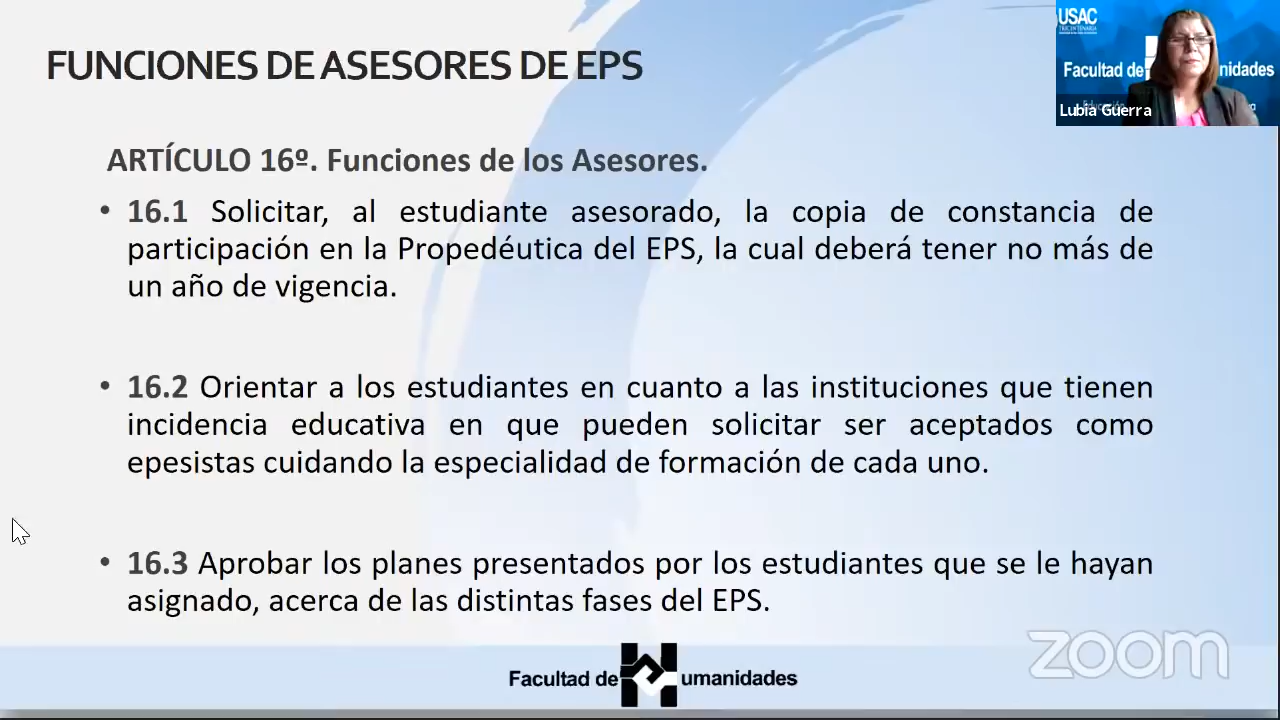 FUNCIONES DE ASESORES DE EPS
USAC
TRICENTENARIA
Facultad de
nidades
Lubia Guerra
ARTÍCULO 16º. Funciones de los Asesores.
• 16.1 Solicitar, al estudiante asesorado, la copia de constancia de
participación en la Propedéutica del EPS, la cual deberá tener no más de
un año de vigencia.
• 16.2 Orientar a los estudiantes en cuanto a las instituciones que tienen
incidencia educativa en que pueden solicitar ser aceptados como
epesistas cuidando la especialidad de formación de cada uno.
• 16.3 Aprobar los planes presentados por los estudiantes que se le hayan
asignado, acerca de las distintas fases del EPS.
zoom
Facultad de Humanidades